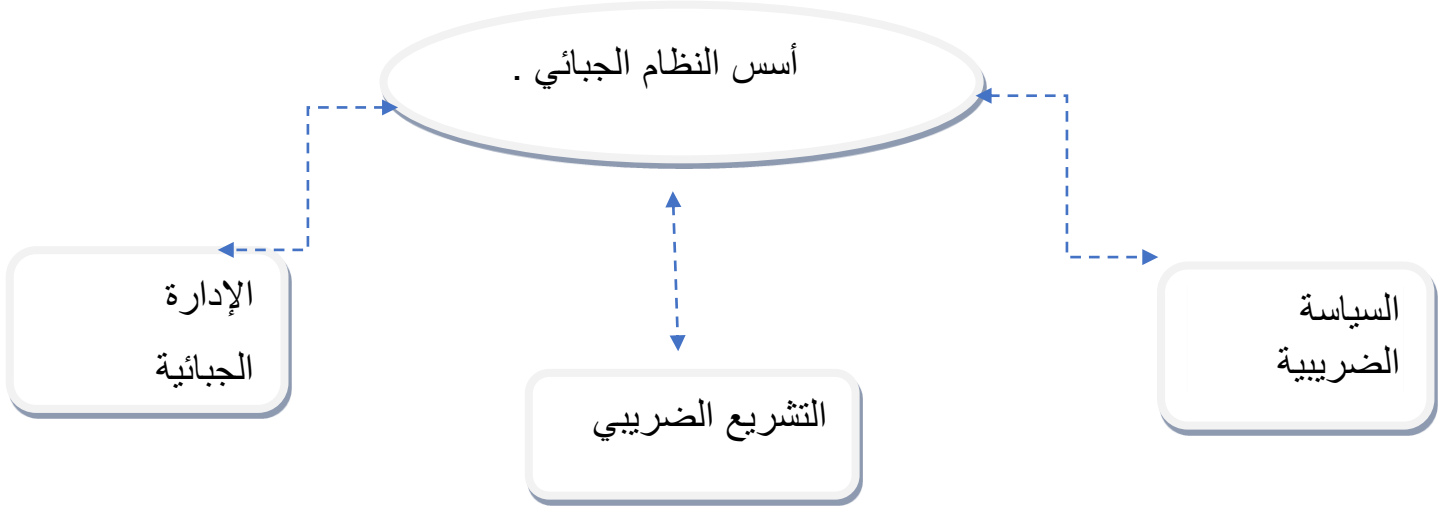 أسس النظام الجبائي .
السياسة
الضريبية
التشريع الضريبي
الإدارة
الجبائية